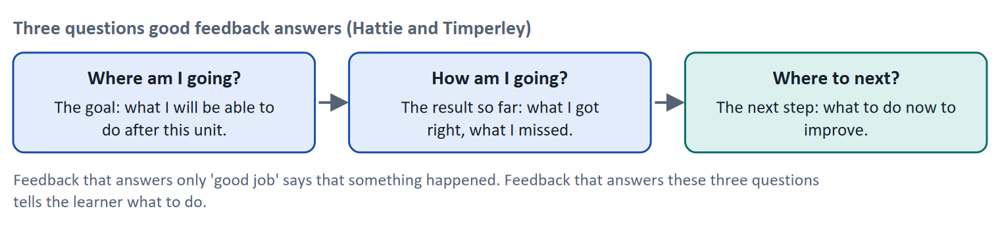 Three questions good feedback answers (Hattie and Timperley)
Where am I going?
The goal: what I will be able to
do after this unit.
How am I going?
The result so far: what I got
right, what I missed.
Where to next?
The next step: what to do now to
improve.
Feedback that answers only 'good job' says that something happened. Feedback that answers these three questions
tells the learner what to do.